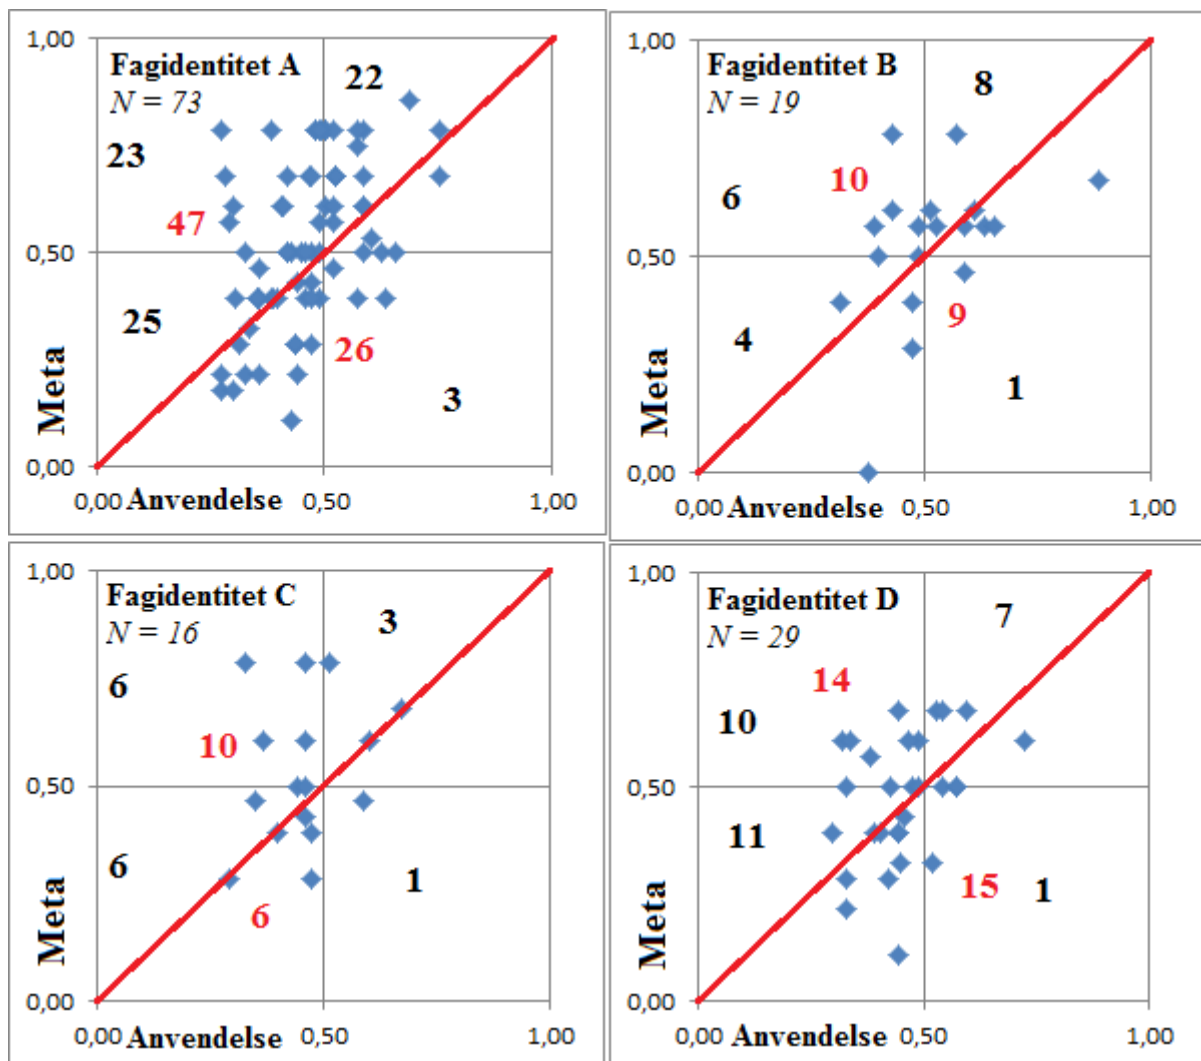 1,00
Fagidentitet A
N = 73
22
23
47
0,50
25
26
3
Meta
0,00
0,00 Anvendelse 0,50 1,00
1,00
Fagidentitet B
N = 19
8
10
6
0,50
9
4
1
Meta
0,00
0,00 Anvendelse 0,50 1,00
1,00
Fagidentitet C
N = 16
3
6
10
0,50
6
1
6
Meta
0,00
0,00 Anvendelse 0,50 1,00
1,00
Fagidentitet D
N = 29
7
14
10
0,50
11
15
1
Meta
0,00
0,00 Anvendelse 0,50 1,00